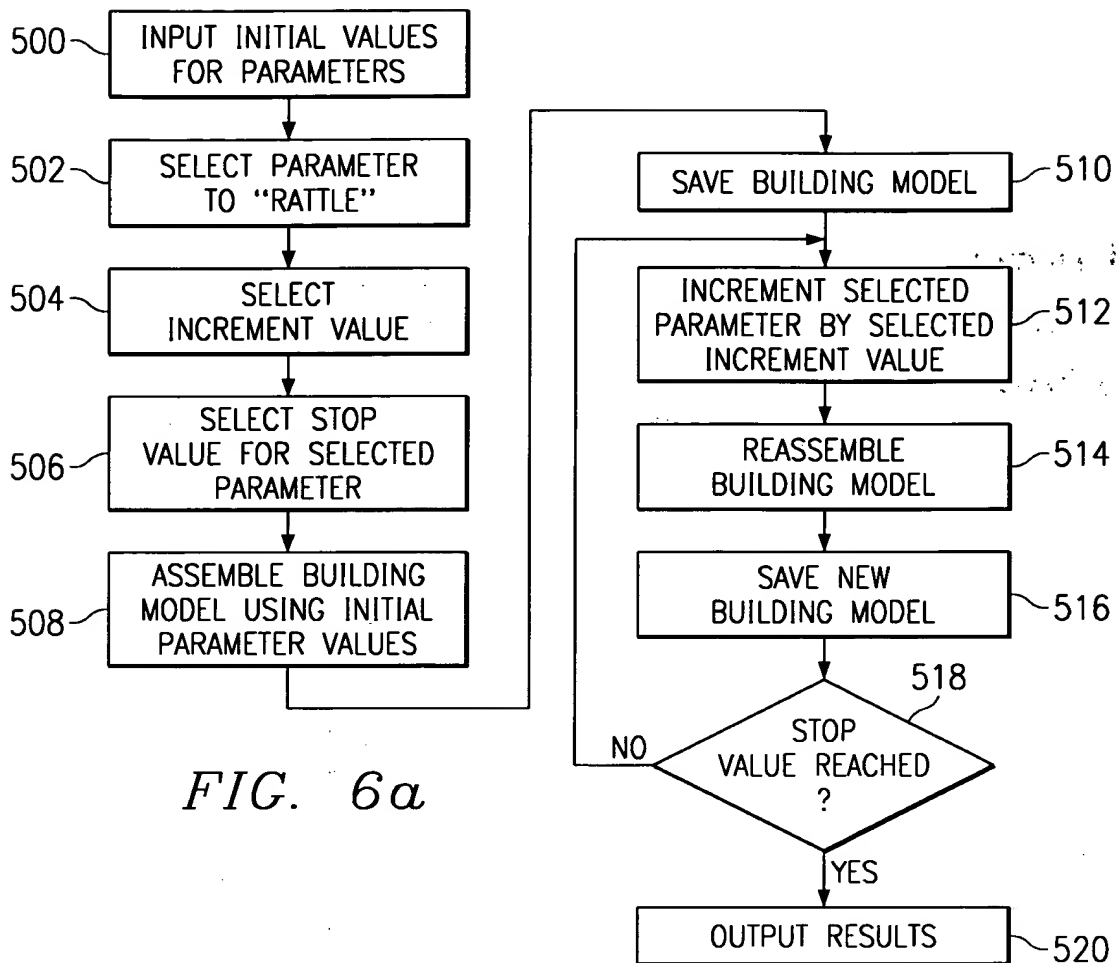 500
INPUT INITIAL VALUES
FOR PARAMETERS
502
SELECT PARAMETER
TO “RATTLE”
504
SELECT
INCREMENT VALUE
506
SELECT STOP
VALUE FOR SELECTED
PARAMETER
508
ASSEMBLE BUILDING
MODEL USING INITIAL
PARAMETER VALUES
SAVE BUILDING MODEL
510
INCREMENT SELECTED
PARAMETER BY SELECTED
INCREMENT VALUE
512
REASSEMBLE
BUILDING MODEL
514
SAVE NEW
BUILDING MODEL
516
518
STOP
VALUE REACHED
?
NO
YES
OUTPUT RESULTS
520
FIG. 6a